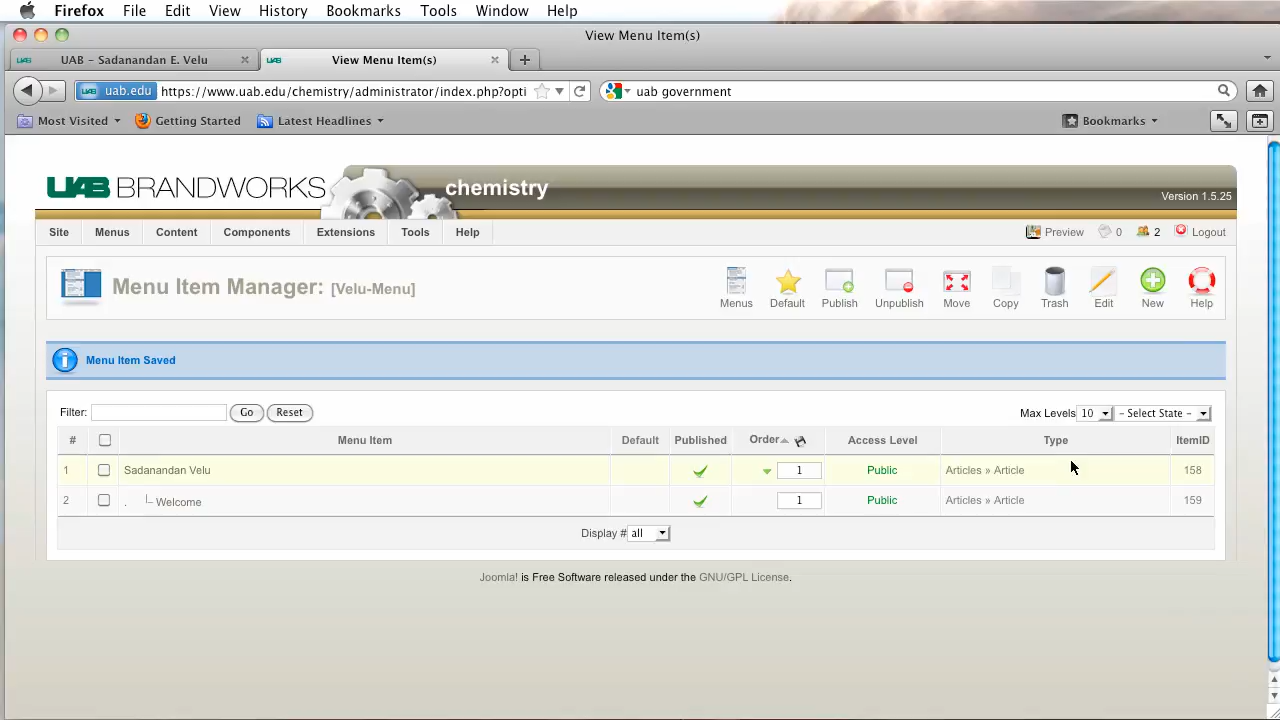 Firefox File Edit View History Bookmarks Tools Window Help
View Menu Item(s)
UAB – Sadanandan E. Velu View Menu Item(s)
uab.edu https://www.uab.edu/chemistry/administrator/index.php?opti uab government
Most Visited Getting Started Latest Headlines Bookmarks
UAB BRANDWORKS chemistry
Version 1.5.25
Site Menus Content Components Extensions Tools Help Preview 0 2 Logout
Menu Item Manager: [Velu-Menu]
Menus Default Publish Unpublish Move Copy Trash Edit New Help
Menu Item Saved
Filter: Go Reset Max Levels 10 - Select State -
# Menu Item Default Published Order Access Level Type ItemID
1 Sadanandan Velu 1 Public Articles » Article 158
2 . Welcome 1 Public Articles » Article 159
Display # all
Joomla! is Free Software released under the GNU/GPL License.